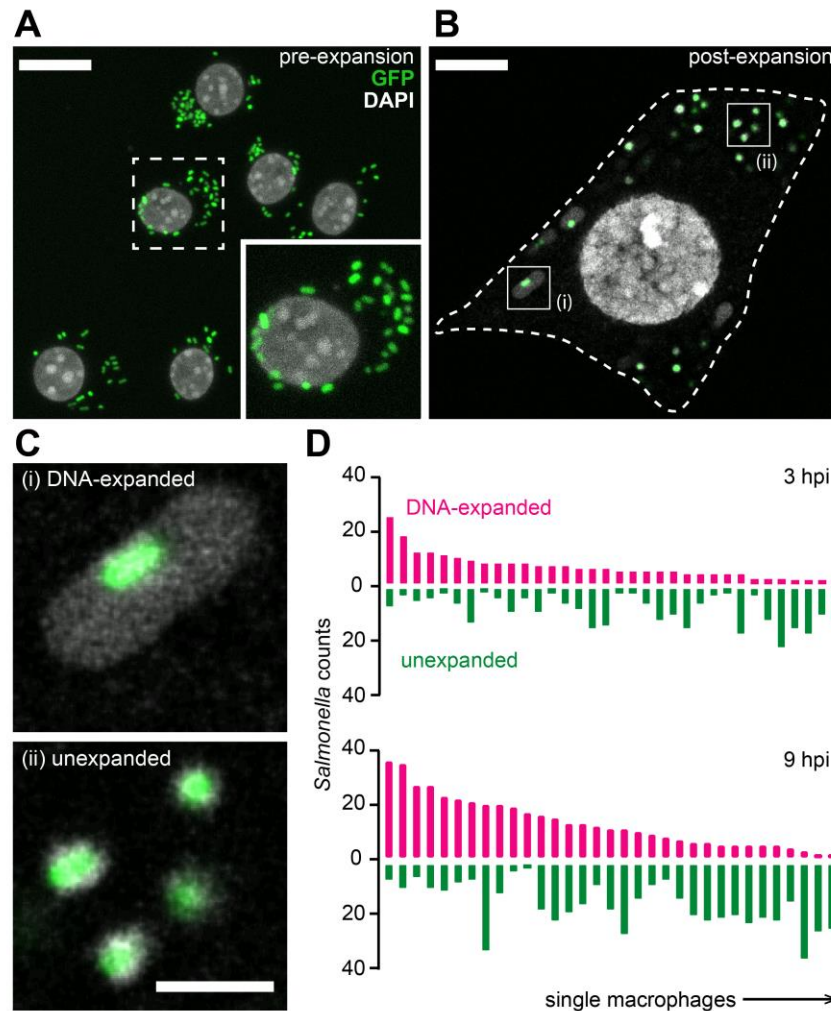 A
pre-expansion
GFP
DAPI
B
post-expansion
(ii)
(i)
C
(i) DNA-expanded
(ii) unexpanded
D
40
3 hpi
DNA-expanded
20
0
20
unexpanded
40
Salmonella counts
40
9 hpi
20
0
20
40
single macrophages